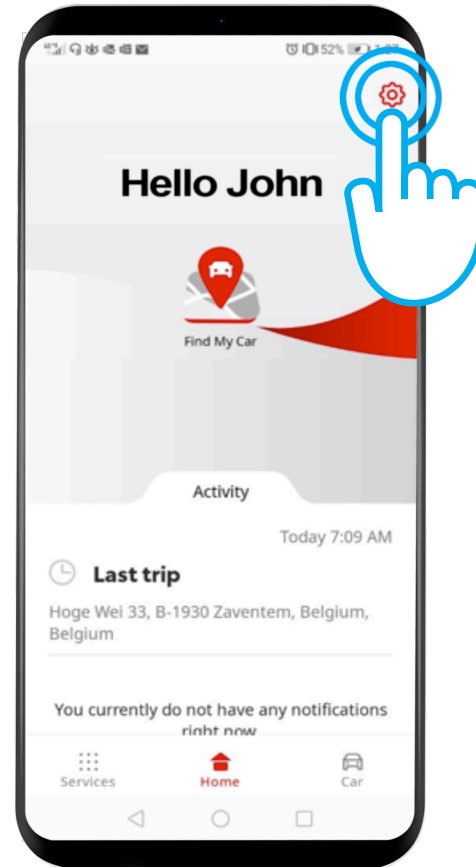 52%
Hello John
Find My Car
Activity
Today 7:09 AM
Last trip
Hoge Wei 33, B-1930 Zaventem, Belgium,
Belgium
You currently do not have any notifications
right now
Services
Home
Car